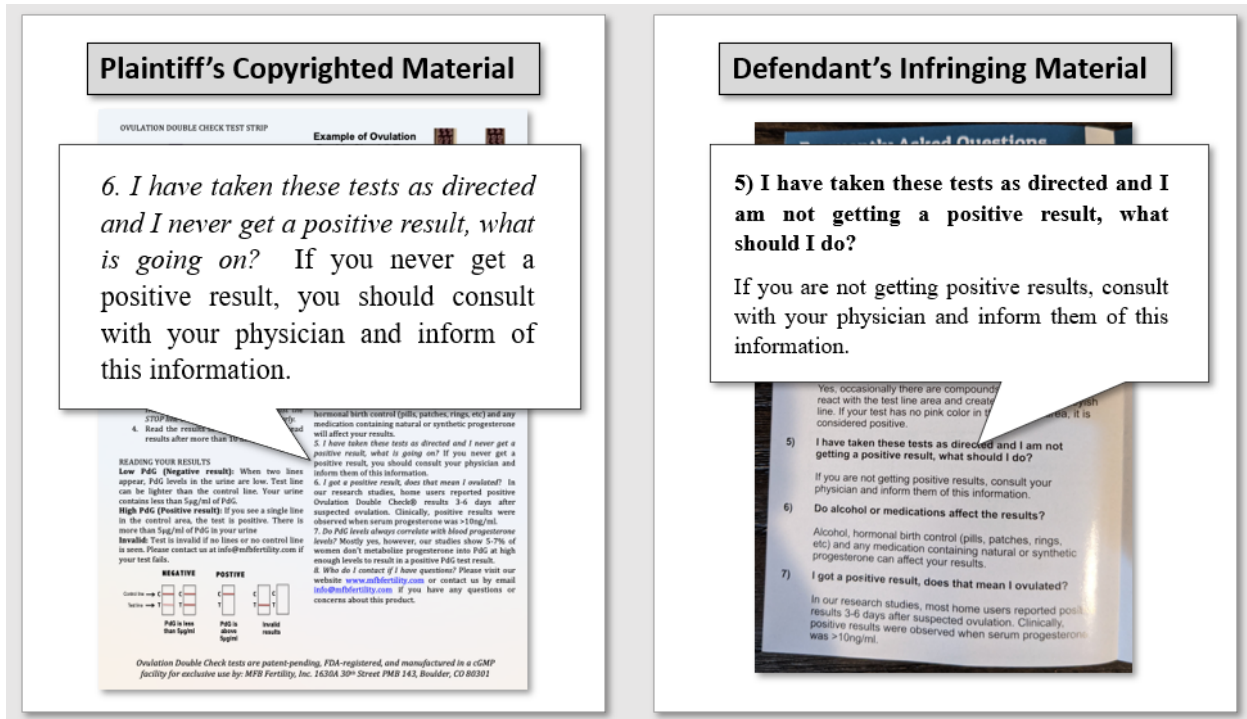 Plaintiff's Copyrighted Material
OVULATION DOUBLE CHECK TEST STRIP
Example of Ovulation
6. I have taken these tests as directed
and I never get a positive result, what
is going on? If you never get a
positive result, you should consult
with your physician and inform of
this information.
STOP
4. Read the results
results after more than 10
READING YOUR RESULTS
Low PdG (Negative result): When two lines
appear, PdG levels in the urine are low. Test line
can be lighter than the control line. Your urine
contains less than 5µg/ml of PdG.
High PdG (Positive result): If you see a single line
in the control area, the test is positive. There is
more than 5µg/ml of PdG in your urine
Invalid: Test is invalid if no lines or no control line
is seen. Please contact us at info@mfbfertility.com if
your test fails.
NEGATIVE
POSTIVE
Control line
C
C
C
C
Test line
T
T
T
T
PdG is less
than 5µg/ml
PdG is
above
5µg/ml
Invalid
results
hormonal birth control (pills, patches, rings, etc) and any
medication containing natural or synthetic progesterone
will affect your results.
5. I have taken these tests as directed and I never get a
positive result, what is going on? If you never get a
positive result, you should consult your physician and
inform them of this information.
6. I got a positive result, does that mean I ovulated? In
our research studies, home users reported positive
Ovulation Double Check® results 3-6 days after
suspected ovulation. Clinically, positive results were
observed when serum progesterone was >10ng/ml.
7. Do PdG levels always correlate with blood progesterone
levels? Mostly yes, however, our studies show 5-7% of
women don't metabolize progesterone into PdG at high
enough levels to result in a positive PdG test result.
8. Who do I contact if I have questions? Please visit our
website www.mfbfertility.com or contact us by email
info@mfbfertility.com if you have any questions or
concerns about this product.
Ovulation Double Check tests are patent-pending, FDA-registered, and manufactured in a cGMP
facility for exclusive use by: MFB Fertility, Inc. 1630A 30th Street PMB 143, Boulder, CO 80301
Defendant's Infringing Material
Frequently Asked Questions
5) I have taken these tests as directed and I
am not getting a positive result, what
should I do?
If you are not getting positive results, consult
with your physician and inform them of this
information.
Yes, occasionally there are compounds
react with the test line area and create
line. If your test has no pink color in area, it is
considered positive.
5) I have taken these tests as directed and I am not
getting a positive result, what should I do?
If you are not getting positive results, consult your
physician and inform them of this information.
6) Do alcohol or medications affect the results?
Alcohol, hormonal birth control (pills, patches, rings,
etc) and any medication containing natural or synthetic
progesterone can affect your results.
7) I got a positive result, does that mean I ovulated?
In our research studies, most home users reported
results 3-6 days after suspected ovulation. Clinically,
positive results were observed when serum progesterone
was >10ng/ml.